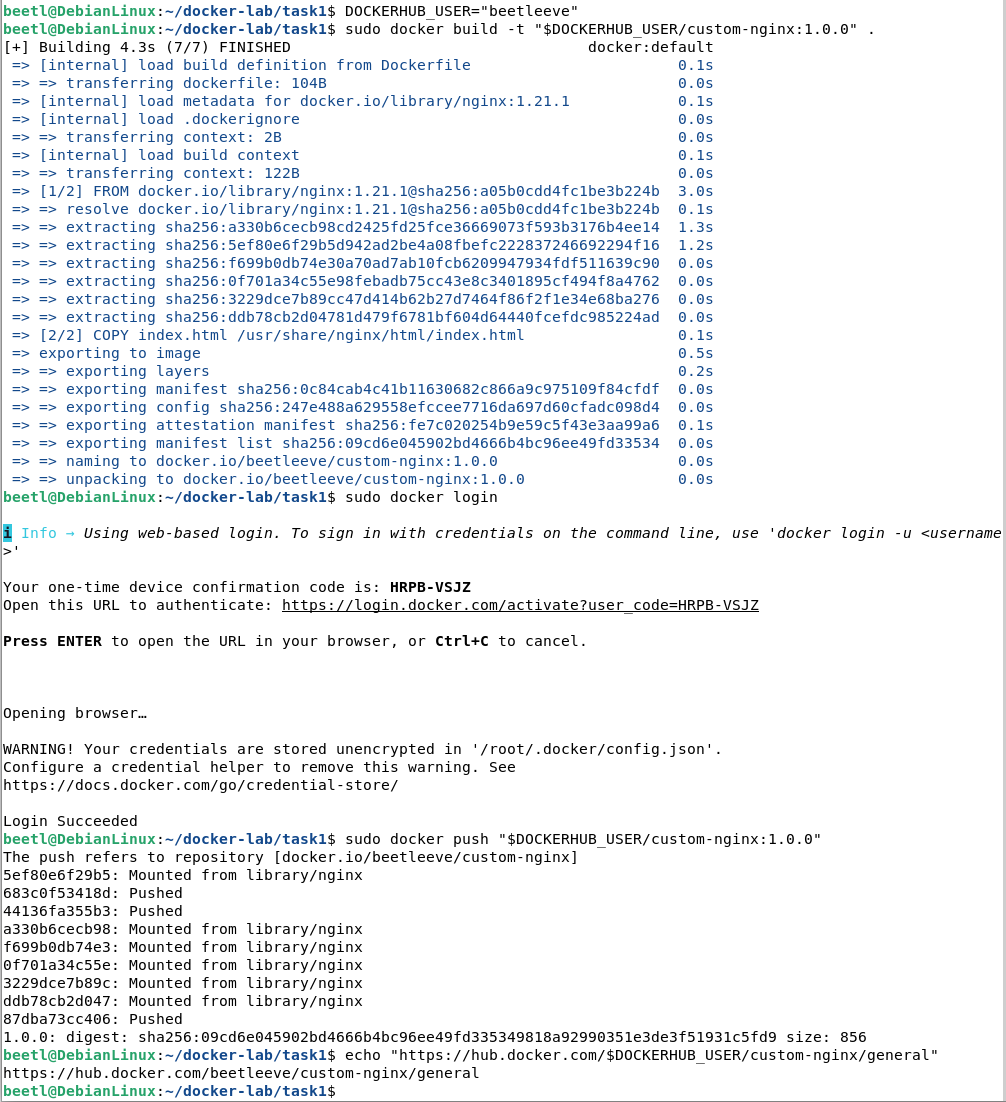 beetl@DebianLinux:~/docker-lab/task1$ DOCKERHUB_USER="beetleeve"
beetl@DebianLinux:~/docker-lab/task1$ sudo docker build -t "$DOCKERHUB_USER/custom-nginx:1.0.0" .
[+] Building 4.3s (7/7) FINISHED docker:default
=> [internal] load build definition from Dockerfile 0.1s
=> => transferring dockerfile: 104B 0.0s
=> [internal] load metadata for docker.io/library/nginx:1.21.1 0.1s
=> [internal] load .dockerignore 0.0s
=> => transferring context: 2B 0.0s
=> [internal] load build context 0.1s
=> => transferring context: 122B 0.0s
=> [1/2] FROM docker.io/library/nginx:1.21.1@sha256:a05b0cdd4fc1be3b224b 3.0s
=> => resolve docker.io/library/nginx:1.21.1@sha256:a05b0cdd4fc1be3b224b 0.1s
=> => extracting sha256:a330b6cecb98cd2425fd25fce36669073f593b3176b4ee14 1.3s
=> => extracting sha256:5ef80e6f29b5d942ad2be4a08fbefc222837246692294f16 1.2s
=> => extracting sha256:f699b0db74e30a70ad7ab10fcb6209947934fdf511639c90 0.0s
=> => extracting sha256:0f701a34c55e98febadb75cc43e8c3401895cf494f8a4762 0.0s
=> => extracting sha256:3229dce7b89cc47d414b62b27d7464f86f2f1e34e68ba276 0.0s
=> => extracting sha256:ddb78cb2d04781d479f6781bf604d64440fcefdc985224ad 0.0s
=> [2/2] COPY index.html /usr/share/nginx/html/index.html 0.1s
=> exporting to image 0.5s
=> => exporting layers 0.2s
=> => exporting manifest sha256:0c84cab4c41b11630682c866a9c975109f84cfdf 0.0s
=> => exporting config sha256:247e488a629558efccee7716da697d60cfadc098d4 0.0s
=> => exporting attestation manifest sha256:fe7c020254b9e59c5f43e3aa99a6 0.1s
=> => exporting manifest list sha256:09cd6e045902bd4666b4bc96ee49fd33534 0.0s
=> => naming to docker.io/beetleeve/custom-nginx:1.0.0 0.0s
=> => unpacking to docker.io/beetleeve/custom-nginx:1.0.0 0.0s
beetl@DebianLinux:~/docker-lab/task1$ sudo docker login
i Info → Using web-based login. To sign in with credentials on the command line, use 'docker login -u <username
>'
Your one-time device confirmation code is: HRPB-VSJZ
Open this URL to authenticate: https://login.docker.com/activate?user_code=HRPB-VSJZ
Press ENTER to open the URL in your browser, or Ctrl+C to cancel.
Opening browser…
WARNING! Your credentials are stored unencrypted in '/root/.docker/config.json'.
Configure a credential helper to remove this warning. See
https://docs.docker.com/go/credential-store/
Login Succeeded
beetl@DebianLinux:~/docker-lab/task1$ sudo docker push "$DOCKERHUB_USER/custom-nginx:1.0.0"
The push refers to repository [docker.io/beetleeve/custom-nginx]
5ef80e6f29b5: Mounted from library/nginx
683c0f53418d: Pushed
44136fa355b3: Pushed
a330b6cecb98: Mounted from library/nginx
f699b0db74e3: Mounted from library/nginx
0f701a34c55e: Mounted from library/nginx
3229dce7b89c: Mounted from library/nginx
ddb78cb2d047: Mounted from library/nginx
87dba73cc406: Pushed
1.0.0: digest: sha256:09cd6e045902bd4666b4bc96ee49fd335349818a92990351e3de3f51931c5fd9 size: 856
beetl@DebianLinux:~/docker-lab/task1$ echo "https://hub.docker.com/$DOCKERHUB_USER/custom-nginx/general"
https://hub.docker.com/beetleeve/custom-nginx/general
beetl@DebianLinux:~/docker-lab/task1$